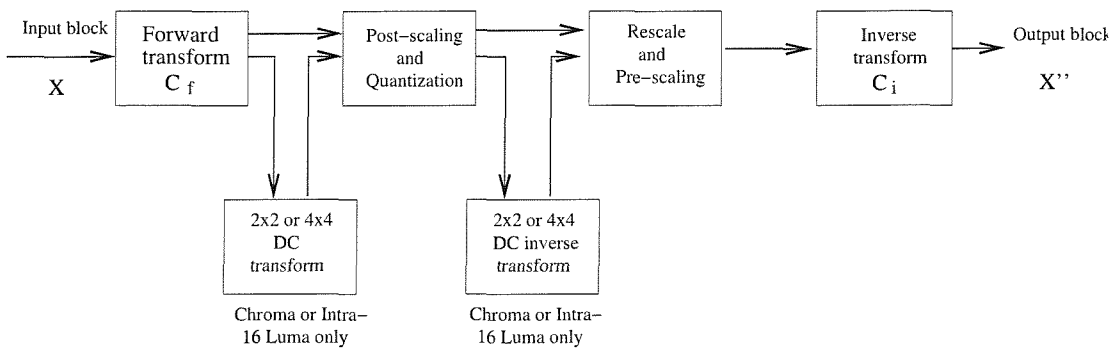 Input block
X
Forward
transform
C f
Post-scaling
and
Quantization
Rescale
and
Pre-scaling
Inverse
transform
C i
Output block
X''
2x2 or 4x4
DC
transform
Chroma or Intra-
16 Luma only
2x2 or 4x4
DC inverse
transform
Chroma or Intra-
16 Luma only